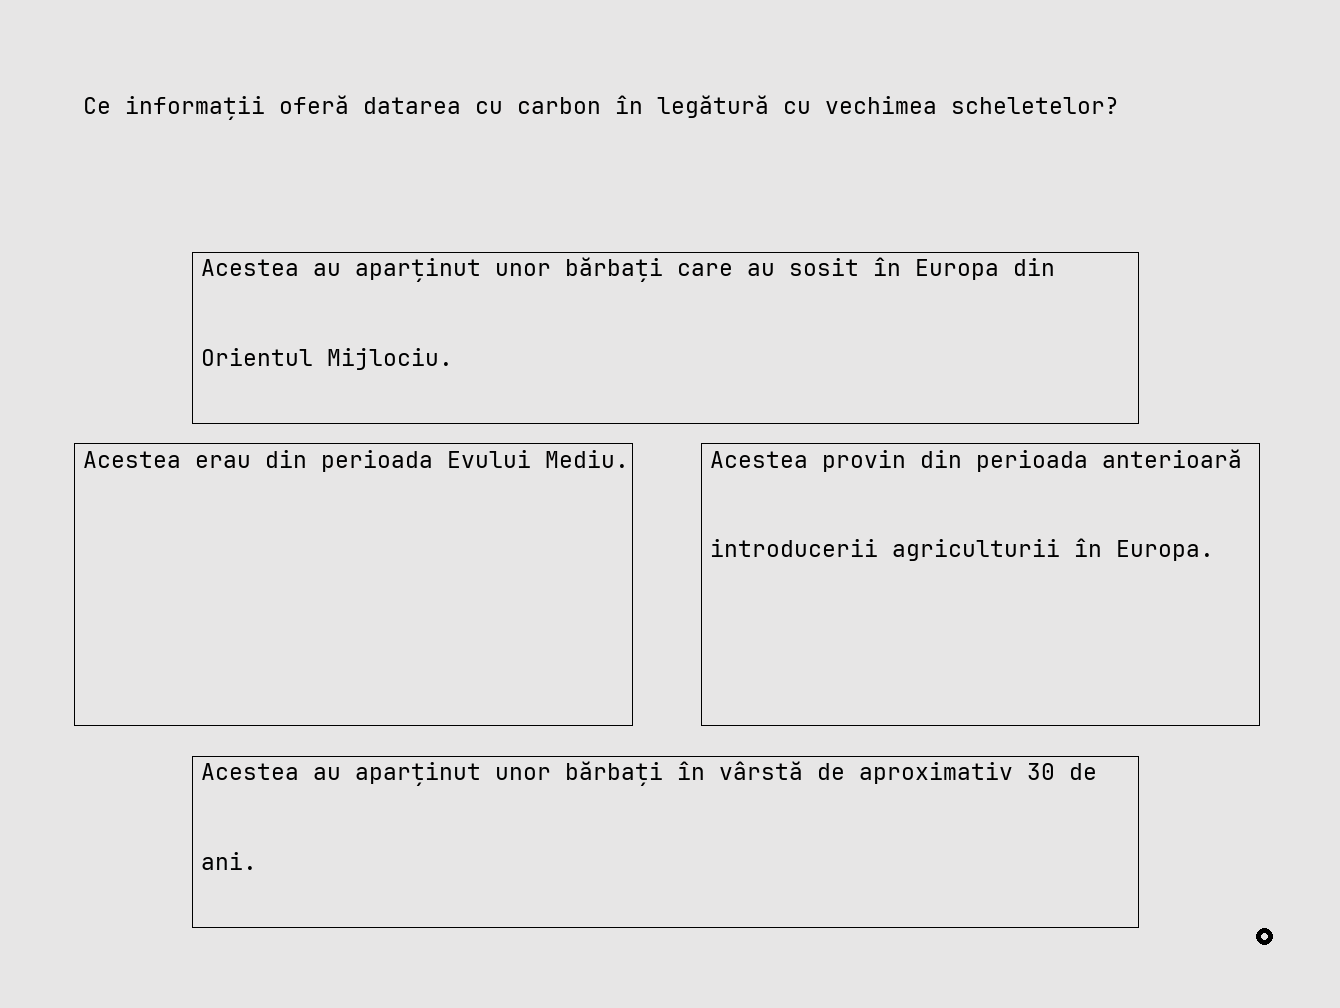 Ce informații oferă datarea cu carbon în legătură cu vechimea scheletelor?
Acestea au aparținut unor bărbați care au sosit în Europa din
Orientul Mijlociu.
Acestea erau din perioada Evului Mediu.
Acestea provin din perioada anterioară
introducerii agriculturii în Europa.
Acestea au aparținut unor bărbați în vârstă de aproximativ 30 de
ani.